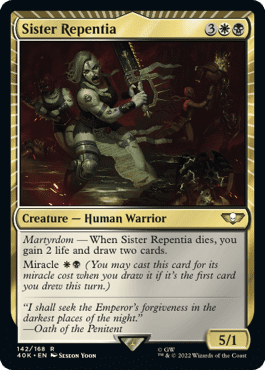 Sister Repentia 3
Creature — Human Warrior
Martyrdom — When Sister Repentia dies, you
gain 2 life and draw two cards.
Miracle (You may cast this card for its
miracle cost when you draw it if it's the first card
you drew this turn.)
"I shall seek the Emperor's forgiveness in the
darkest places of the night."
—Oath of the Penitent
5/1
142/168 R
40K • EN Seseon Yoon
© GW
™ & © 2022 Wizards of the Coast